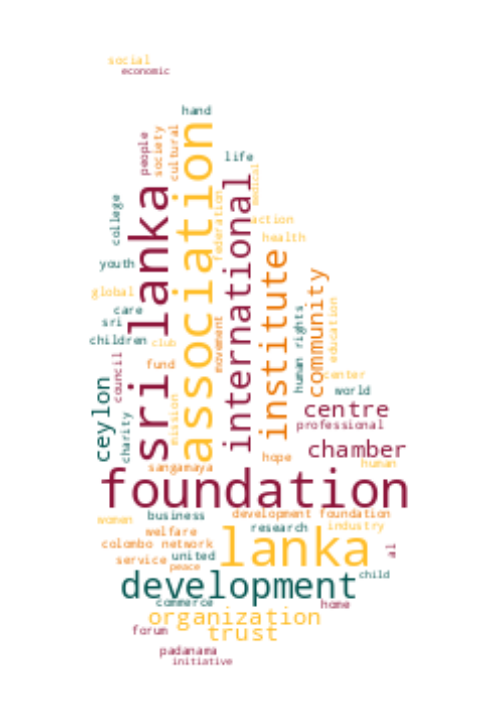 social
economic
hand
people
society
cultural
life
medical
sri lanka
association
international
federation
action
college
health
youth
institute
community
global
care
sri
human rights
education
children
club
movement
council
fund
center
ceylon
world
charity
mission
centre
professional
chamber
hope
human
sangamaya
foundation
women
business
development foundation
welfare
research
industry
colombo network
united
lanka
al
service
peace
child
development
commerce
home
organization
forum
trust
padanama
initiative